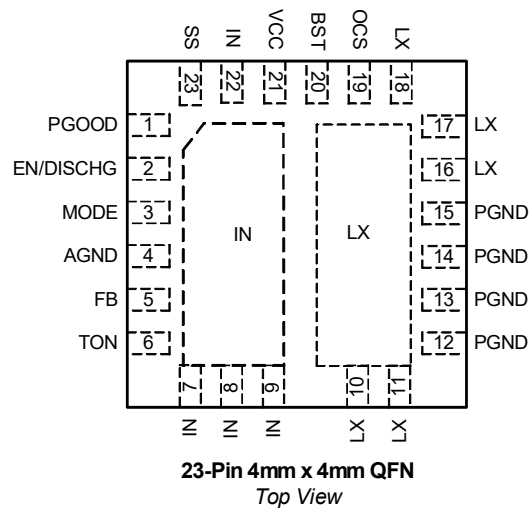 SS IN VCC BST OCS LX
23 22 21 20 19 18
PGOOD 1 17 LX
EN/DISCHG 2 16 LX
MODE 3 15 PGND
AGND 4 14 PGND
FB 5 13 PGND
TON 6 12 PGND
IN LX
7 8 9 10 11
IN IN IN LX LX
23-Pin 4mm x 4mm QFN
Top View